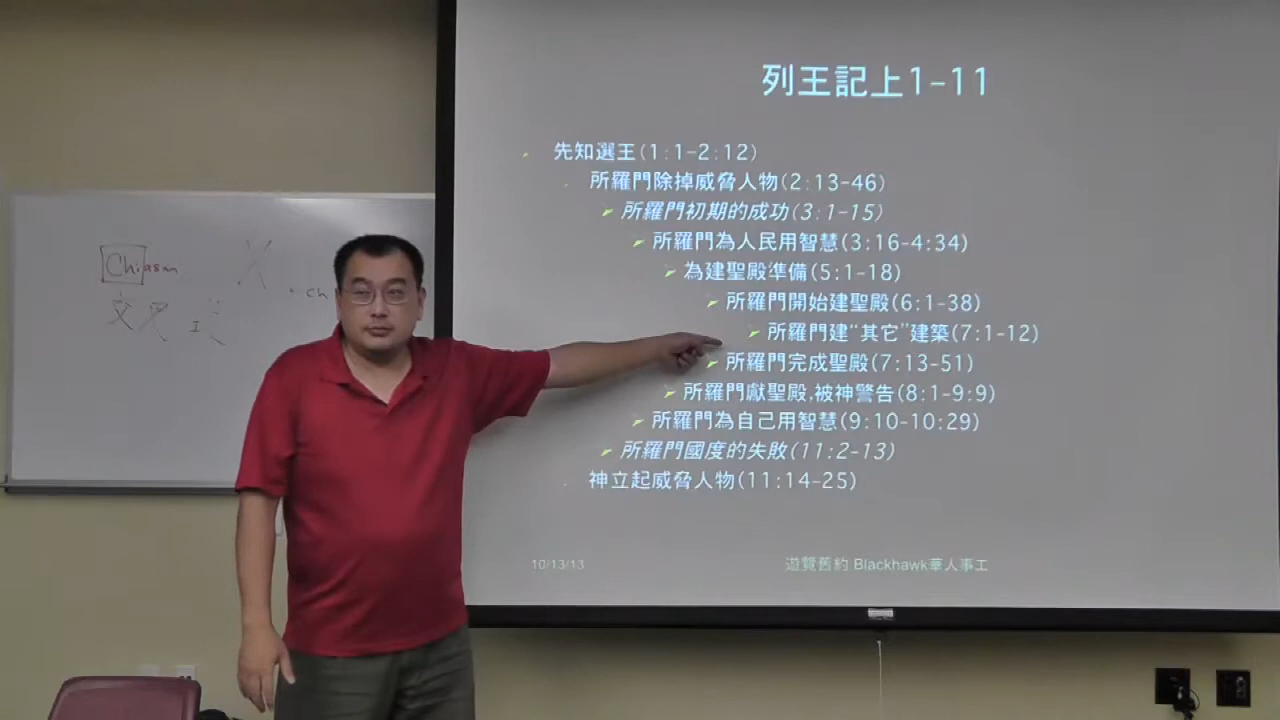 列王記上1-11
先知選王(1:1-2:12)
所羅門除掉威脅人物(2:13-46)
所羅門初期的成功(3:1-15)
所羅門為人民用智慧(3:16-4:34)
為建聖殿準備(5:1-18)
所羅門開始建聖殿(6:1-38)
所羅門建“其它”建築(7:1-12)
所羅門完成聖殿(7:13-51)
所羅門獻聖殿,被神警告(8:1-9:9)
所羅門為自己用智慧(9:10-10:29)
所羅門國度的失敗(11:2-13)
神立起威脅人物(11:14-25)
10/13/13
遊覽舊約 Blackhawk華人事工
Chiasm
X
ch